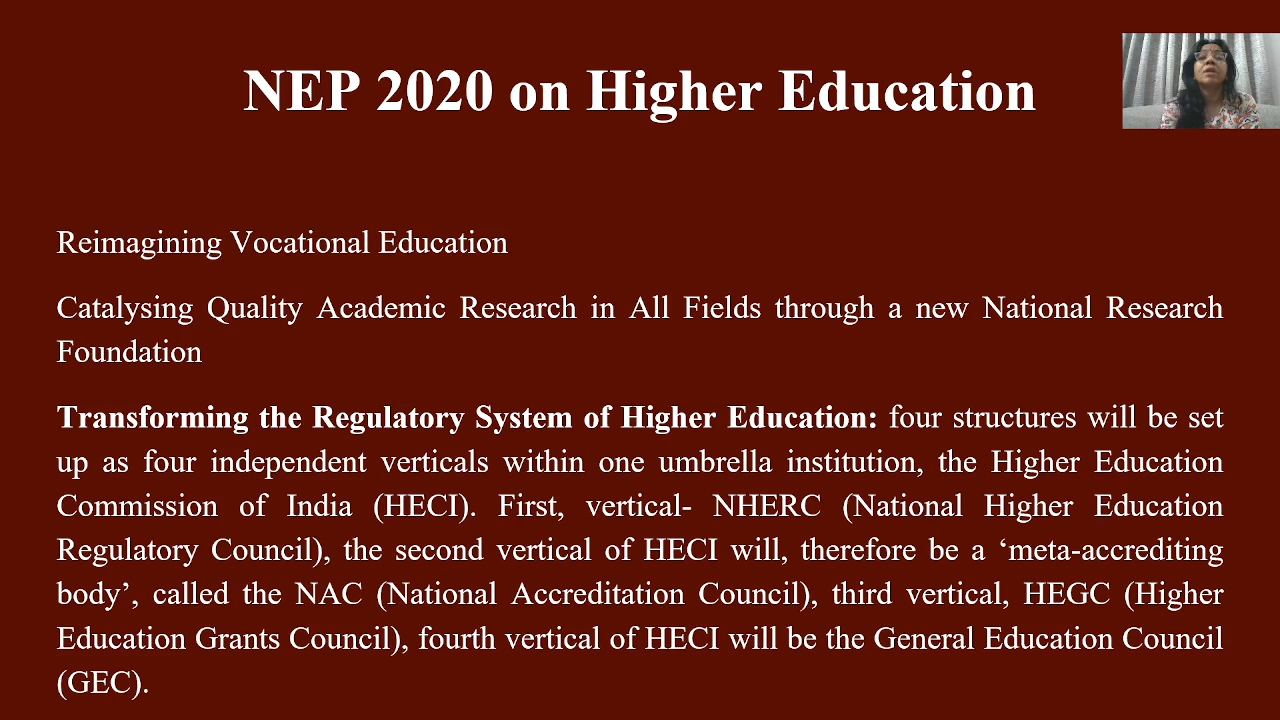 NEP 2020 on Higher Education
Reimagining Vocational Education
Catalysing Quality Academic Research in All Fields through a new National Research
Foundation
Transforming the Regulatory System of Higher Education: four structures will be set
up as four independent verticals within one umbrella institution, the Higher Education
Commission of India (HECI). First, vertical- NHERC (National Higher Education
Regulatory Council), the second vertical of HECI will, therefore be a ‘meta-accrediting
body’, called the NAC (National Accreditation Council), third vertical, HEGC (Higher
Education Grants Council), fourth vertical of HECI will be the General Education Council
(GEC).